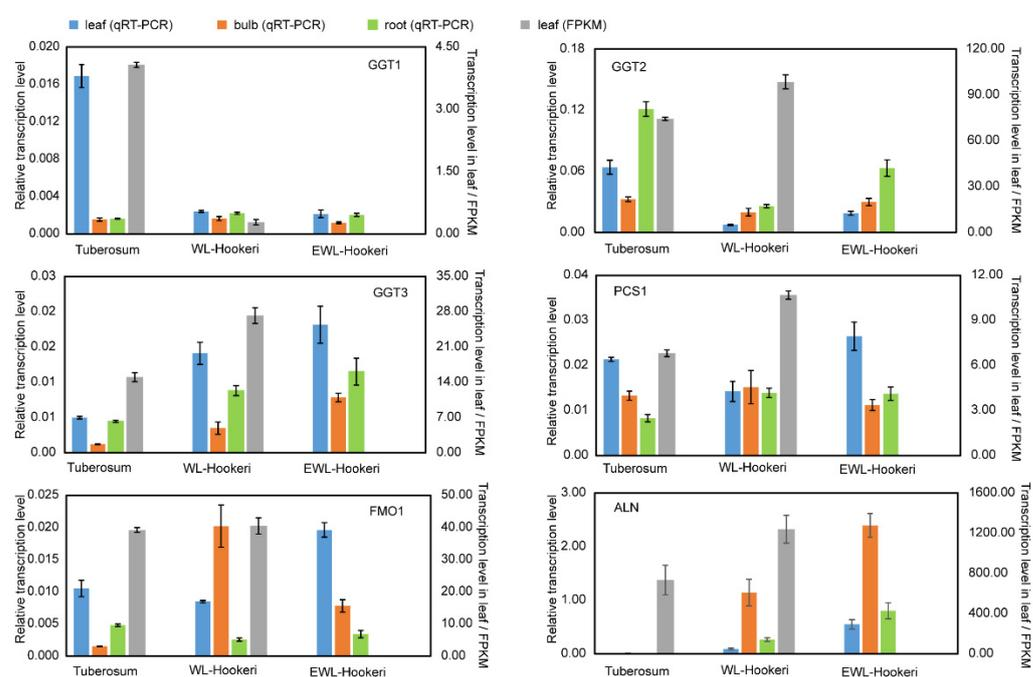 leaf (qRT-PCR) bulb (qRT-PCR) root (qRT-PCR) leaf (FPKM)
GGT1
Relative transcription level
0.020
0.016
0.012
0.008
0.004
0.000
4.50
3.00
1.50
0.00
Transcription level in leaf / FPKM
Tuberosum WL-Hookeri EWL-Hookeri
GGT2
Relative transcription level
0.18
0.12
0.06
0.00
120.00
90.00
60.00
30.00
0.00
Transcription level in leaf / FPKM
Tuberosum WL-Hookeri EWL-Hookeri
GGT3
Relative transcription level
0.03
0.02
0.02
0.01
0.01
0.00
35.00
28.00
21.00
14.00
7.00
0.00
Transcription level in leaf / FPKM
Tuberosum WL-Hookeri EWL-Hookeri
PCS1
Relative transcription level
0.04
0.03
0.02
0.01
0.00
12.00
9.00
6.00
3.00
0.00
Transcription level in leaf / FPKM
Tuberosum WL-Hookeri EWL-Hookeri
FMO1
Relative transcription level
0.025
0.020
0.015
0.010
0.005
0.000
50.00
40.00
30.00
20.00
10.00
0.00
Transcription level in leaf / FPKM
Tuberosum WL-Hookeri EWL-Hookeri
ALN
Relative transcription level
3.00
2.00
1.00
0.00
1600.00
1200.00
800.00
400.00
0.00
Transcription level in leaf / FPKM
Tuberosum WL-Hookeri EWL-Hookeri